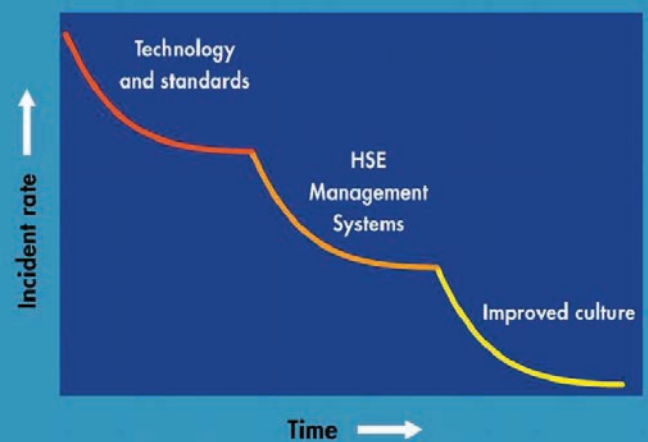 Technology
and standards
HSE
Management
Systems
Improved culture
Incident rate
Time